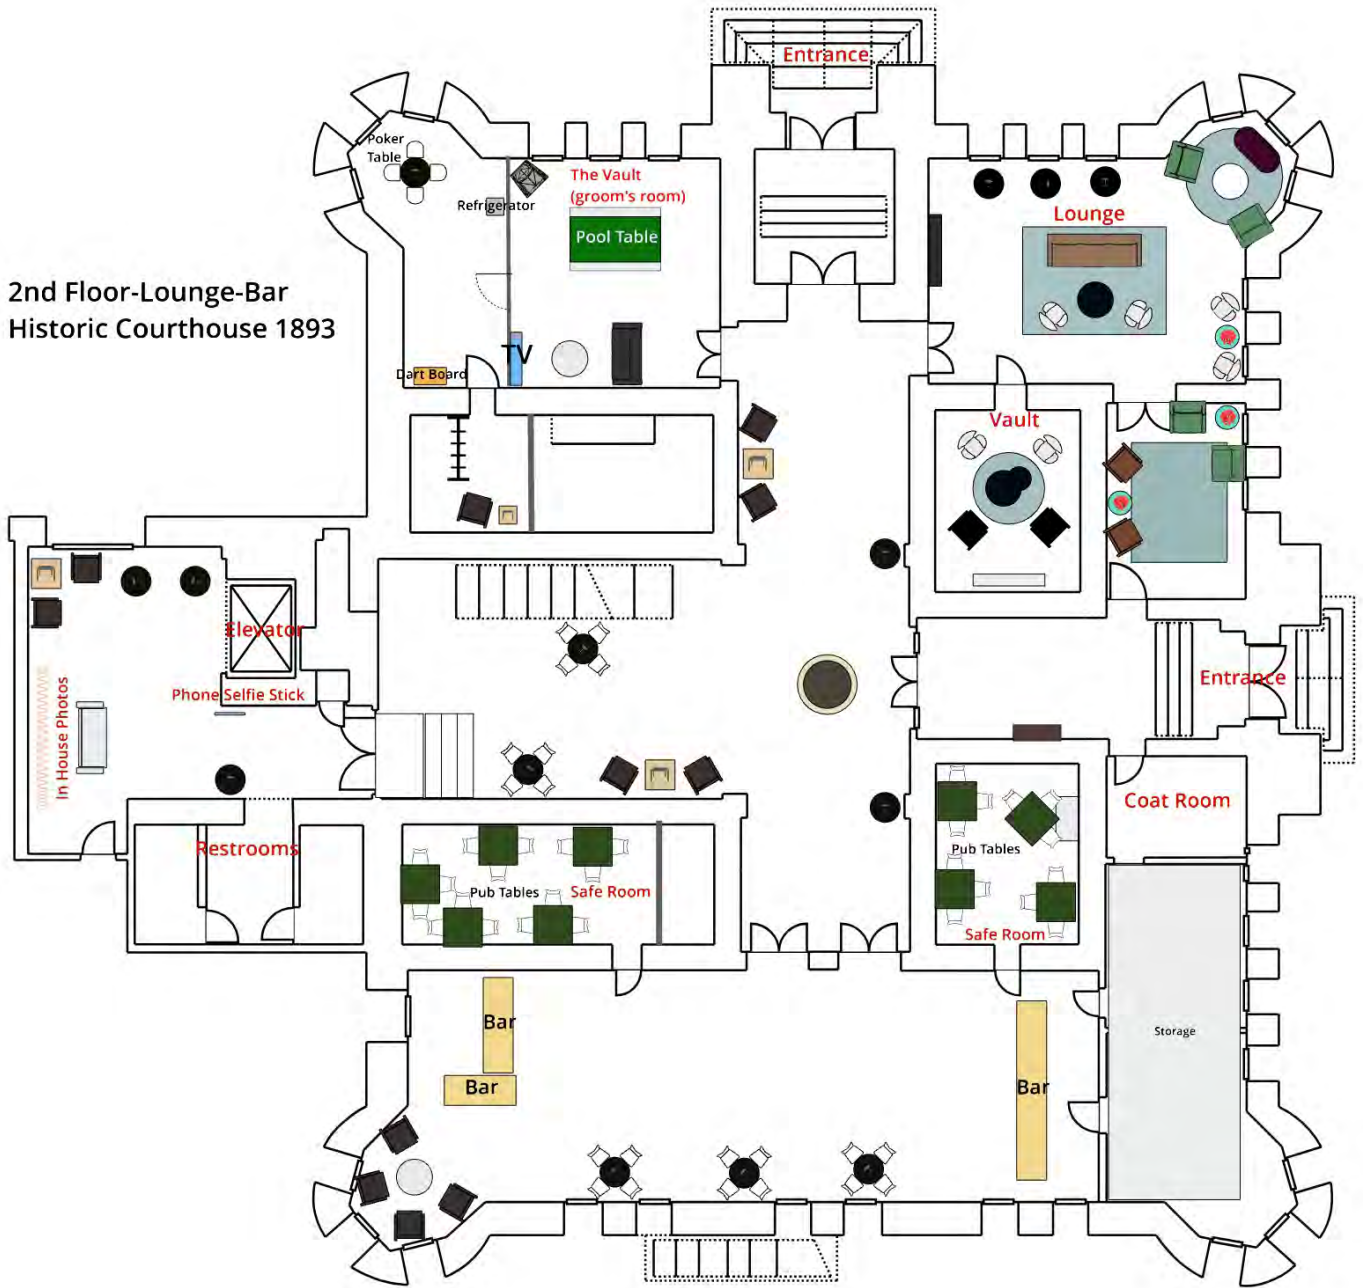 Entrance
Poker
Table
The Vault
(groom's room)
Refrigerator
Pool Table
Lounge
2nd Floor-Lounge-Bar
Historic Courthouse 1893
TV
Dart Board
Vault
Elevator
Phone Selfie Stick
In House Photos
Entrance
Coat Room
Restrooms
Pub Tables
Safe Room
Pub Tables
Safe Room
Bar
Bar
Bar
Storage